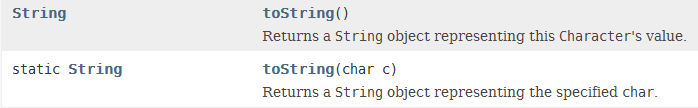 String toString()
Returns a String object representing this Character's value.
static String toString(char c)
Returns a String object representing the specified char.